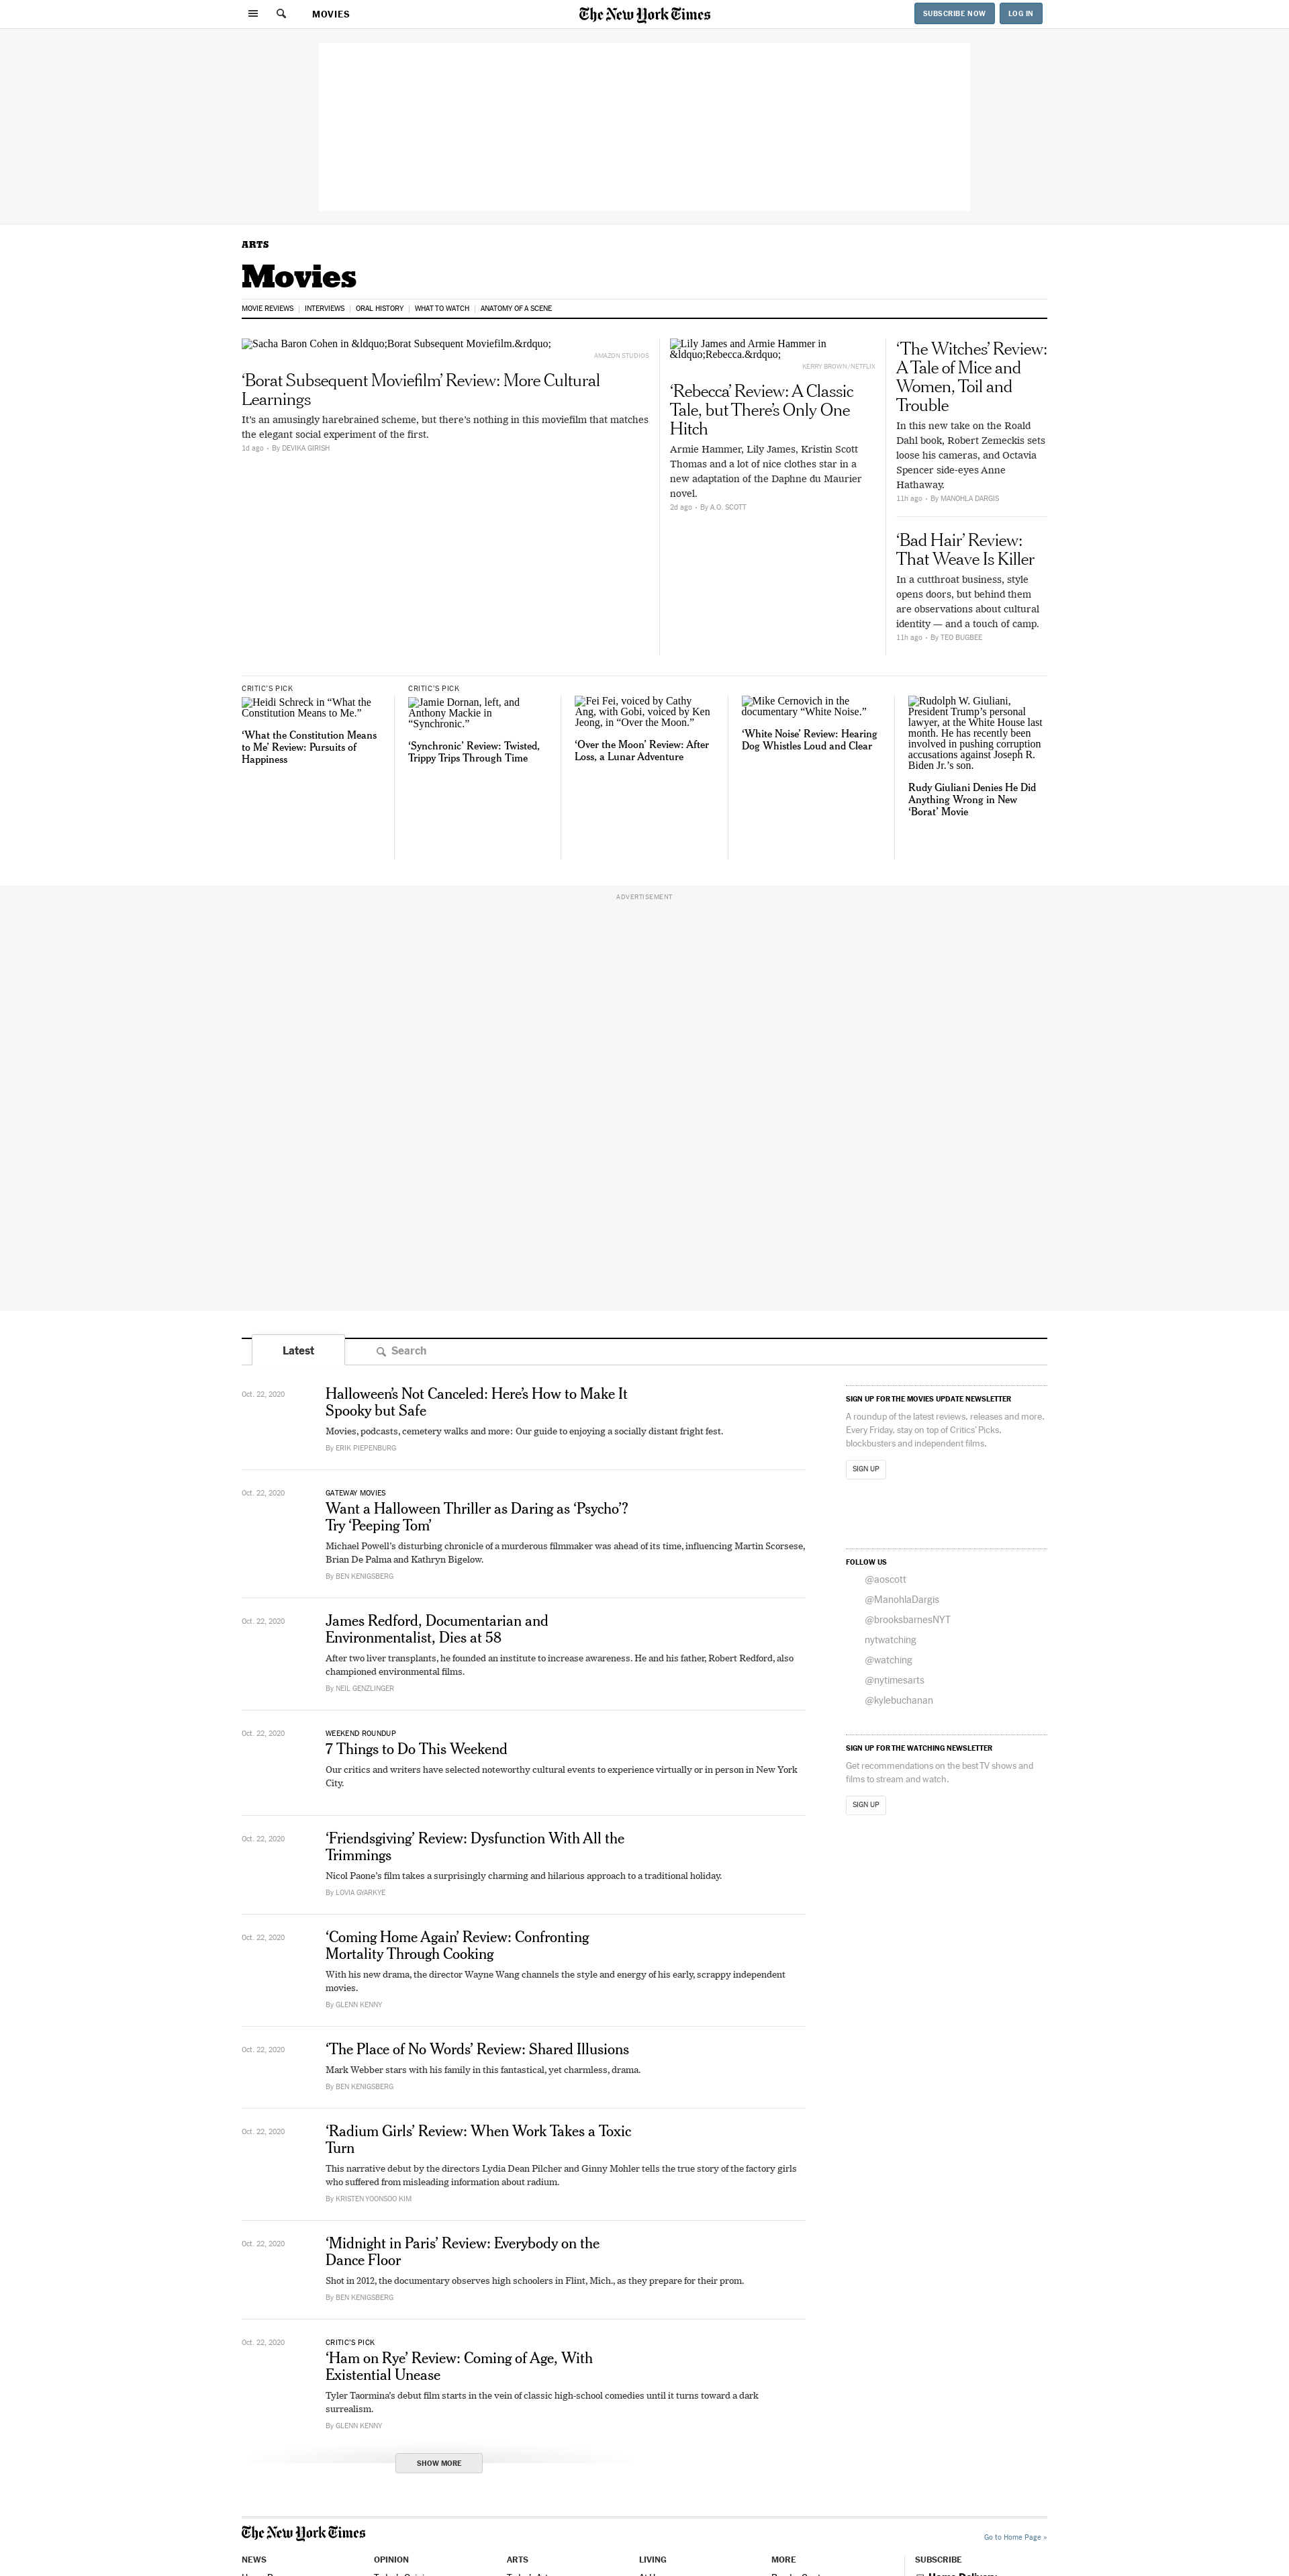 MOVIES
The New York Times
SUBSCRIBE NOW
LOG IN
ARTS
Movies
MOVIE REVIEWS | INTERVIEWS | ORAL HISTORY | WHAT TO WATCH | ANATOMY OF A SCENE
Sacha Baron Cohen in &ldquo;Borat Subsequent Moviefilm.&rdquo;
AMAZON STUDIOS
‘Borat Subsequent Moviefilm’ Review: More Cultural
Learnings
It’s an amusingly harebrained scheme, but there’s nothing in this moviefilm that matches
the elegant social experiment of the first.
1d ago • By DEVIKA GIRISH
Lily James and Armie Hammer in
&ldquo;Rebecca.&rdquo;
KERRY BROWN/NETFLIX
‘Rebecca’ Review: A Classic
Tale, but There’s Only One
Hitch
Armie Hammer, Lily James, Kristin Scott
Thomas and a lot of nice clothes star in a
new adaptation of the Daphne du Maurier
novel.
2d ago • By A.O. SCOTT
‘The Witches’ Review:
A Tale of Mice and
Women, Toil and
Trouble
In this new take on the Roald
Dahl book, Robert Zemeckis sets
loose his cameras, and Octavia
Spencer side-eyes Anne
Hathaway.
11h ago • By MANOHLA DARGIS
‘Bad Hair’ Review:
That Weave Is Killer
In a cutthroat business, style
opens doors, but behind them
are observations about cultural
identity — and a touch of camp.
11h ago • By TEO BUGBEE
CRITIC’S PICK
Heidi Schreck in “What the
Constitution Means to Me.”
‘What the Constitution Means
to Me’ Review: Pursuits of
Happiness
CRITIC’S PICK
Jamie Dornan, left, and
Anthony Mackie in
“Synchronic.”
‘Synchronic’ Review: Twisted,
Trippy Trips Through Time
Fei Fei, voiced by Cathy
Ang, with Gobi, voiced by Ken
Jeong, in “Over the Moon.”
‘Over the Moon’ Review: After
Loss, a Lunar Adventure
Mike Cernovich in the
documentary “White Noise.”
‘White Noise’ Review: Hearing
Dog Whistles Loud and Clear
Rudolph W. Giuliani,
President Trump’s personal
lawyer, at the White House last
month. He has recently been
involved in pushing corruption
accusations against Joseph R.
Biden Jr.’s son.
Rudy Giuliani Denies He Did
Anything Wrong in New
‘Borat’ Movie
ADVERTISEMENT
Latest
Search
Oct. 22, 2020
Halloween’s Not Canceled: Here’s How to Make It
Spooky but Safe
Movies, podcasts, cemetery walks and more: Our guide to enjoying a socially distant fright fest.
By ERIK PIEPENBURG
Oct. 22, 2020
GATEWAY MOVIES
Want a Halloween Thriller as Daring as ‘Psycho’?
Try ‘Peeping Tom’
Michael Powell’s disturbing chronicle of a murderous filmmaker was ahead of its time, influencing Martin Scorsese,
Brian De Palma and Kathryn Bigelow.
By BEN KENIGSBERG
Oct. 22, 2020
James Redford, Documentarian and
Environmentalist, Dies at 58
After two liver transplants, he founded an institute to increase awareness. He and his father, Robert Redford, also
championed environmental films.
By NEIL GENZLINGER
Oct. 22, 2020
WEEKEND ROUNDUP
7 Things to Do This Weekend
Our critics and writers have selected noteworthy cultural events to experience virtually or in person in New York
City.
Oct. 22, 2020
‘Friendsgiving’ Review: Dysfunction With All the
Trimmings
Nicol Paone’s film takes a surprisingly charming and hilarious approach to a traditional holiday.
By LOVIA GYARKYE
Oct. 22, 2020
‘Coming Home Again’ Review: Confronting
Mortality Through Cooking
With his new drama, the director Wayne Wang channels the style and energy of his early, scrappy independent
movies.
By GLENN KENNY
Oct. 22, 2020
‘The Place of No Words’ Review: Shared Illusions
Mark Webber stars with his family in this fantastical, yet charmless, drama.
By BEN KENIGSBERG
Oct. 22, 2020
‘Radium Girls’ Review: When Work Takes a Toxic
Turn
This narrative debut by the directors Lydia Dean Pilcher and Ginny Mohler tells the true story of the factory girls
who suffered from misleading information about radium.
By KRISTEN YOONSOO KIM
Oct. 22, 2020
‘Midnight in Paris’ Review: Everybody on the
Dance Floor
Shot in 2012, the documentary observes high schoolers in Flint, Mich., as they prepare for their prom.
By BEN KENIGSBERG
Oct. 22, 2020
CRITIC’S PICK
‘Ham on Rye’ Review: Coming of Age, With
Existential Unease
Tyler Taormina’s debut film starts in the vein of classic high-school comedies until it turns toward a dark
surrealism.
By GLENN KENNY
SHOW MORE
SIGN UP FOR THE MOVIES UPDATE NEWSLETTER
A roundup of the latest reviews, releases and more.
Every Friday, stay on top of Critics’ Picks,
blockbusters and independent films.
SIGN UP
FOLLOW US
@aoscott
@ManohlaDargis
@brooksbarnesNYT
nytwatching
@watching
@nytimesarts
@kylebuchanan
SIGN UP FOR THE WATCHING NEWSLETTER
Get recommendations on the best TV shows and
films to stream and watch.
SIGN UP
The New York Times
Go to Home Page »
NEWS
OPINION
ARTS
LIVING
MORE
SUBSCRIBE